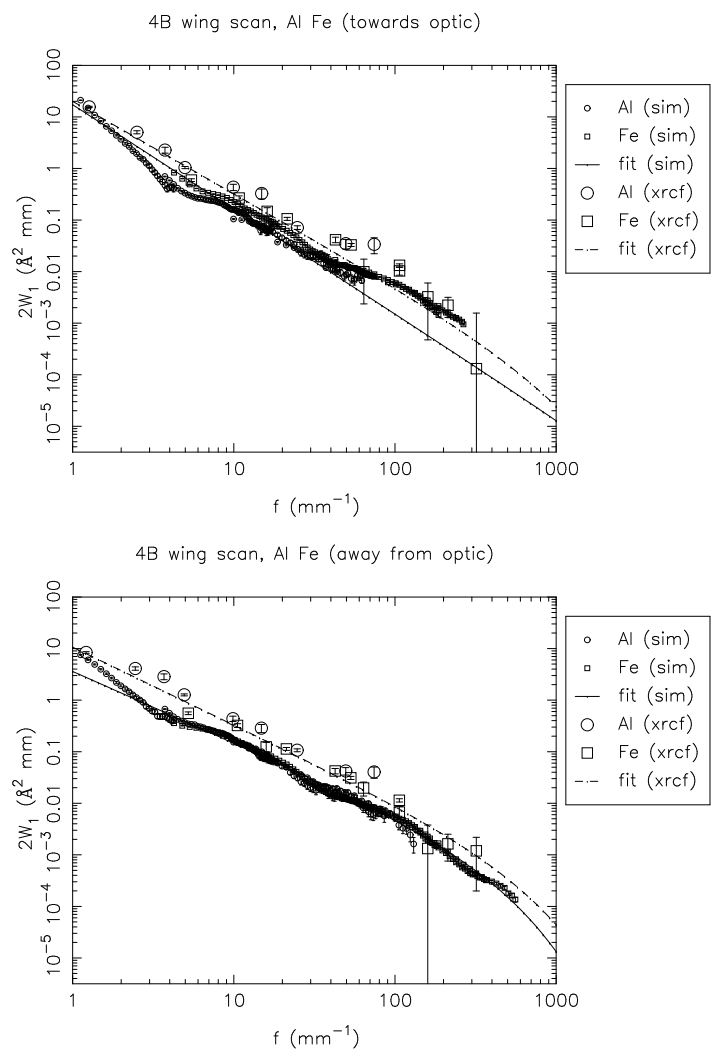 4B wing scan, Al Fe (towards optic)
100
10
1
0.1
0.01
10⁻³
10⁻⁴
10⁻⁵
2W₁ (Å² mm)
1
10
100
1000
f (mm⁻¹)
Al (sim)
Fe (sim)
fit (sim)
Al (xrcf)
Fe (xrcf)
fit (xrcf)
4B wing scan, Al Fe (away from optic)
100
10
1
0.1
0.01
10⁻³
10⁻⁴
10⁻⁵
2W₁ (Å² mm)
1
10
100
1000
f (mm⁻¹)
Al (sim)
Fe (sim)
fit (sim)
Al (xrcf)
Fe (xrcf)
fit (xrcf)